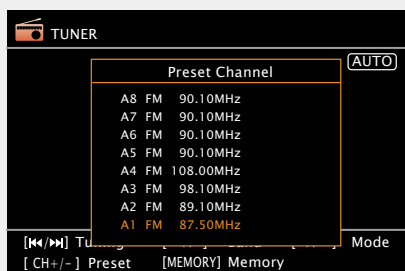 TUNER
AUTO
Preset Channel
A8 FM 90.10MHz
A7 FM 90.10MHz
A6 FM 90.10MHz
A5 FM 90.10MHz
A4 FM 108.00MHz
A3 FM 98.10MHz
A2 FM 89.10MHz
A1 FM 87.50MHz
[⏮/⏭] Mode
[ CH+/- ] Preset [MEMORY] Memory